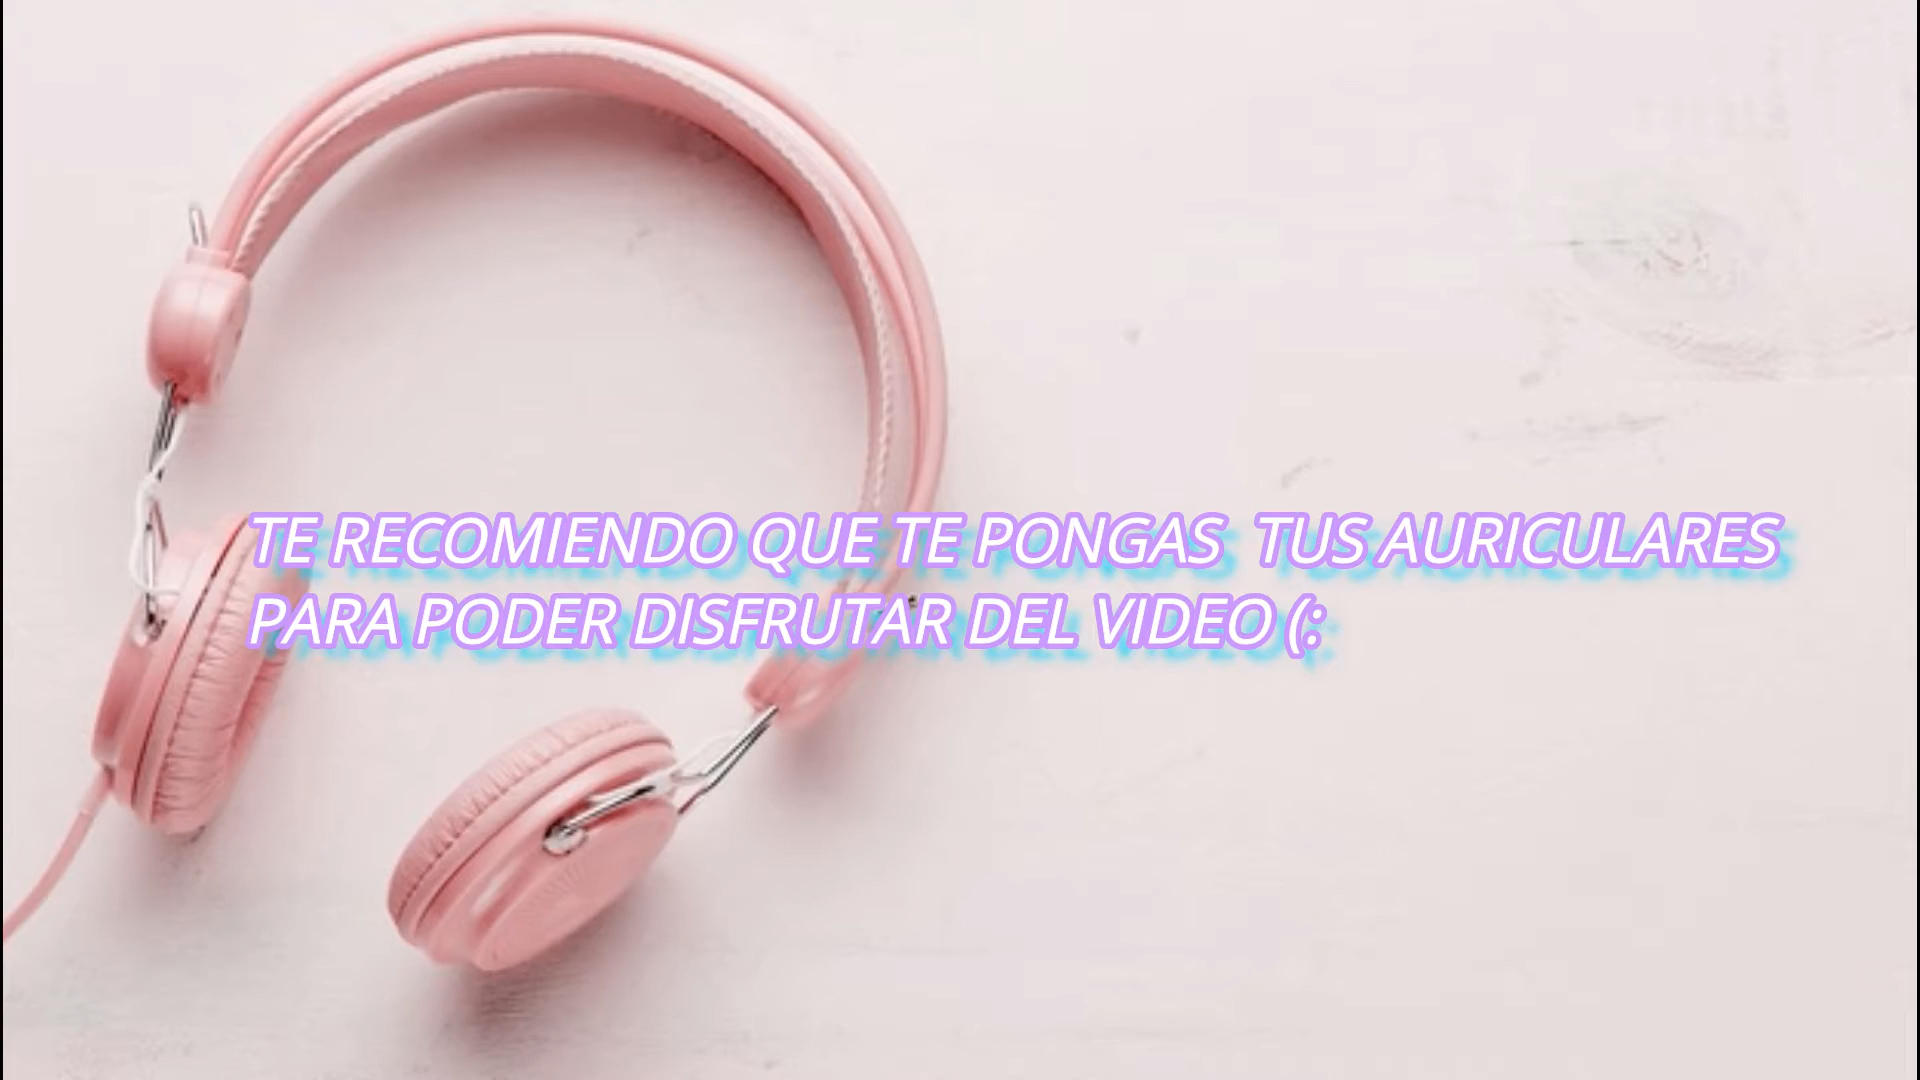 TE RECOMIENDO QUE TE PONGAS  TUS AURICULARES
PARA PODER DISFRUTAR DEL VIDEO (: